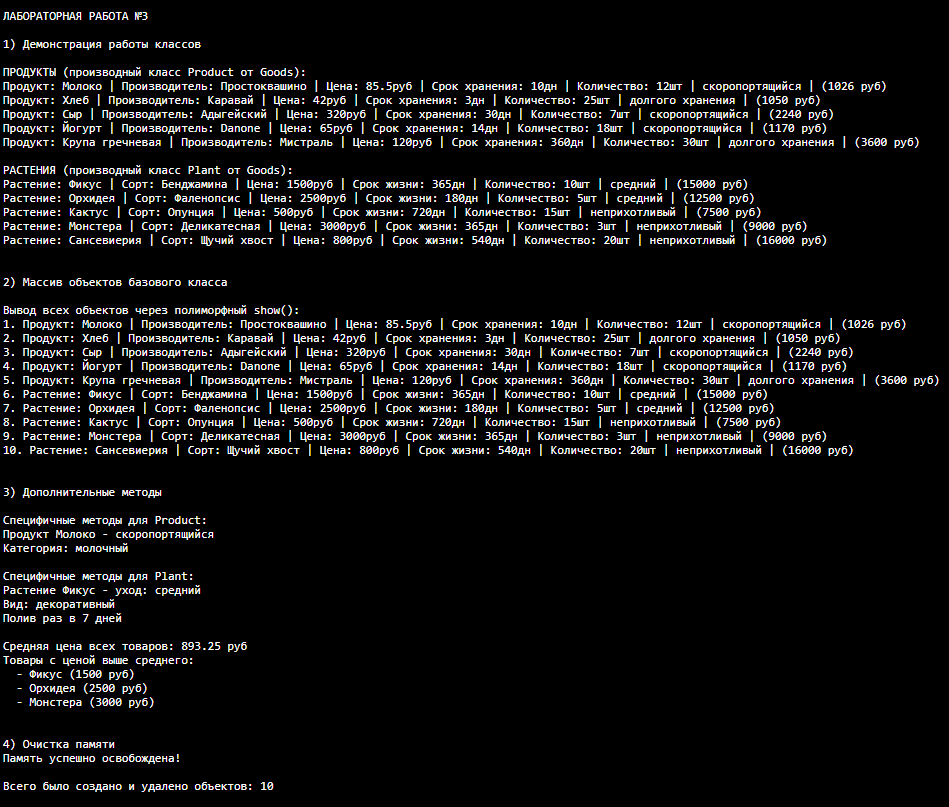 ЛАБОРАТОРНАЯ РАБОТА №3
1) Демонстрация работы классов
ПРОДУКТЫ (производный класс Product от Goods):
Продукт: Молоко | Производитель: Простоквашино | Цена: 85.5руб | Срок хранения: 10дн | Количество: 12шт | скоропортящийся | (1026 руб)
Продукт: Хлеб | Производитель: Каравай | Цена: 42руб | Срок хранения: 3дн | Количество: 25шт | долгого хранения | (1050 руб)
Продукт: Сыр | Производитель: Адыгейский | Цена: 320руб | Срок хранения: 30дн | Количество: 7шт | скоропортящийся | (2240 руб)
Продукт: Йогурт | Производитель: Danone | Цена: 65руб | Срок хранения: 14дн | Количество: 18шт | скоропортящийся | (1170 руб)
Продукт: Крупа гречневая | Производитель: Мистраль | Цена: 120руб | Срок хранения: 360дн | Количество: 30шт | долгого хранения | (3600 руб)
РАСТЕНИЯ (производный класс Plant от Goods):
Растение: Фикус | Сорт: Бенджамина | Цена: 1500руб | Срок жизни: 365дн | Количество: 10шт | средний | (15000 руб)
Растение: Орхидея | Сорт: Фаленопсис | Цена: 2500руб | Срок жизни: 180дн | Количество: 5шт | средний | (12500 руб)
Растение: Кактус | Сорт: Опунция | Цена: 500руб | Срок жизни: 720дн | Количество: 15шт | неприхотливый | (7500 руб)
Растение: Монстера | Сорт: Деликатесная | Цена: 3000руб | Срок жизни: 365дн | Количество: 3шт | неприхотливый | (9000 руб)
Растение: Сансевиерия | Сорт: Щучий хвост | Цена: 800руб | Срок жизни: 540дн | Количество: 20шт | неприхотливый | (16000 руб)
2) Массив объектов базового класса
Вывод всех объектов через полиморфный show():
1. Продукт: Молоко | Производитель: Простоквашино | Цена: 85.5руб | Срок хранения: 10дн | Количество: 12шт | скоропортящийся | (1026 руб)
2. Продукт: Хлеб | Производитель: Каравай | Цена: 42руб | Срок хранения: 3дн | Количество: 25шт | долгого хранения | (1050 руб)
3. Продукт: Сыр | Производитель: Адыгейский | Цена: 320руб | Срок хранения: 30дн | Количество: 7шт | скоропортящийся | (2240 руб)
4. Продукт: Йогурт | Производитель: Danone | Цена: 65руб | Срок хранения: 14дн | Количество: 18шт | скоропортящийся | (1170 руб)
5. Продукт: Крупа гречневая | Производитель: Мистраль | Цена: 120руб | Срок хранения: 360дн | Количество: 30шт | долгого хранения | (3600 руб)
6. Растение: Фикус | Сорт: Бенджамина | Цена: 1500руб | Срок жизни: 365дн | Количество: 10шт | средний | (15000 руб)
7. Растение: Орхидея | Сорт: Фаленопсис | Цена: 2500руб | Срок жизни: 180дн | Количество: 5шт | средний | (12500 руб)
8. Растение: Кактус | Сорт: Опунция | Цена: 500руб | Срок жизни: 720дн | Количество: 15шт | неприхотливый | (7500 руб)
9. Растение: Монстера | Сорт: Деликатесная | Цена: 3000руб | Срок жизни: 365дн | Количество: 3шт | неприхотливый | (9000 руб)
10. Растение: Сансевиерия | Сорт: Щучий хвост | Цена: 800руб | Срок жизни: 540дн | Количество: 20шт | неприхотливый | (16000 руб)
3) Дополнительные методы
Специфичные методы для Product:
Продукт Молоко - скоропортящийся
Категория: молочный
Специфичные методы для Plant:
Растение Фикус - уход: средний
Вид: декоративный
Полив раз в 7 дней
Средняя цена всех товаров: 893.25 руб
Товары с ценой выше среднего:
- Фикус (1500 руб)
- Орхидея (2500 руб)
- Монстера (3000 руб)
4) Очистка памяти
Память успешно освобождена!
Всего было создано и удалено объектов: 10